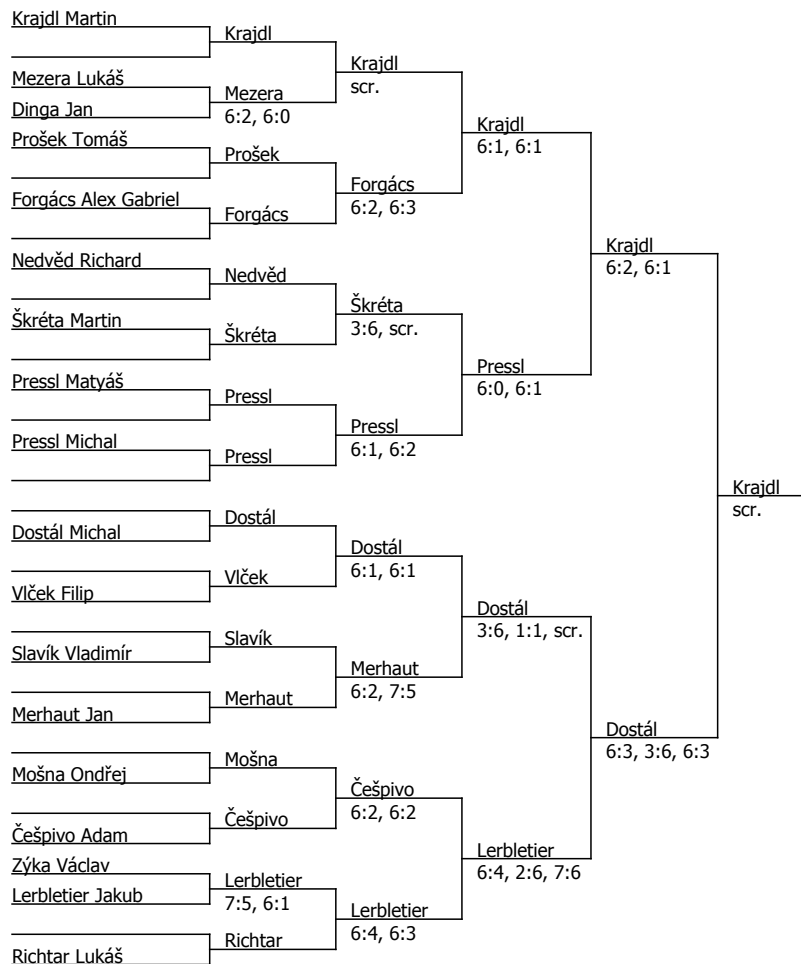 Krajdl Martin
Krajdl
Krajdl
scr.
Mezera Lukáš
Mezera
Dinga Jan
6:2, 6:0
Krajdl
6:1, 6:1
Prošek Tomáš
Prošek
Forgács
6:2, 6:3
Forgács Alex Gabriel
Forgács
Krajdl
6:2, 6:1
Nedvěd Richard
Nedvěd
Škréta
3:6, scr.
Škréta Martin
Škréta
Pressl
6:0, 6:1
Pressl Matyáš
Pressl
Pressl
6:1, 6:2
Pressl Michal
Pressl
Krajdl
scr.
Dostál
Dostál Michal
Dostál
6:1, 6:1
Vlček
Vlček Filip
Dostál
3:6, 1:1, scr.
Slavík
Slavík Vladimír
Merhaut
6:2, 7:5
Merhaut
Merhaut Jan
Dostál
6:3, 3:6, 6:3
Mošna
Mošna Ondřej
Češpivo
6:2, 6:2
Češpivo
Češpivo Adam
Lerbletier
6:4, 2:6, 7:6
Zýka Václav
Lerbletier
Lerbletier Jakub
7:5, 6:1
Lerbletier
6:4, 6:3
Richtar
Richtar Lukáš